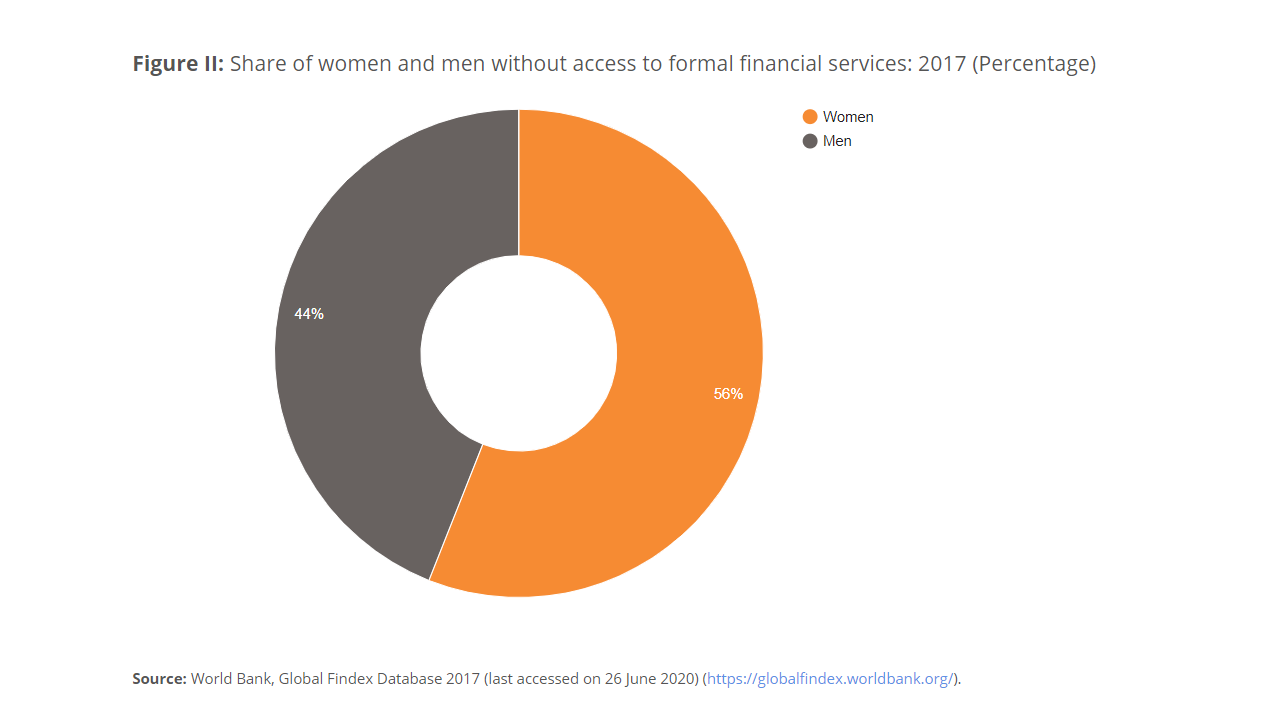 Figure II: Share of women and men without access to formal financial services: 2017 (Percentage)
Women
Men
44%
56%
Source: World Bank, Global Findex Database 2017 (last accessed on 26 June 2020) (https://globalfindex.worldbank.org/).